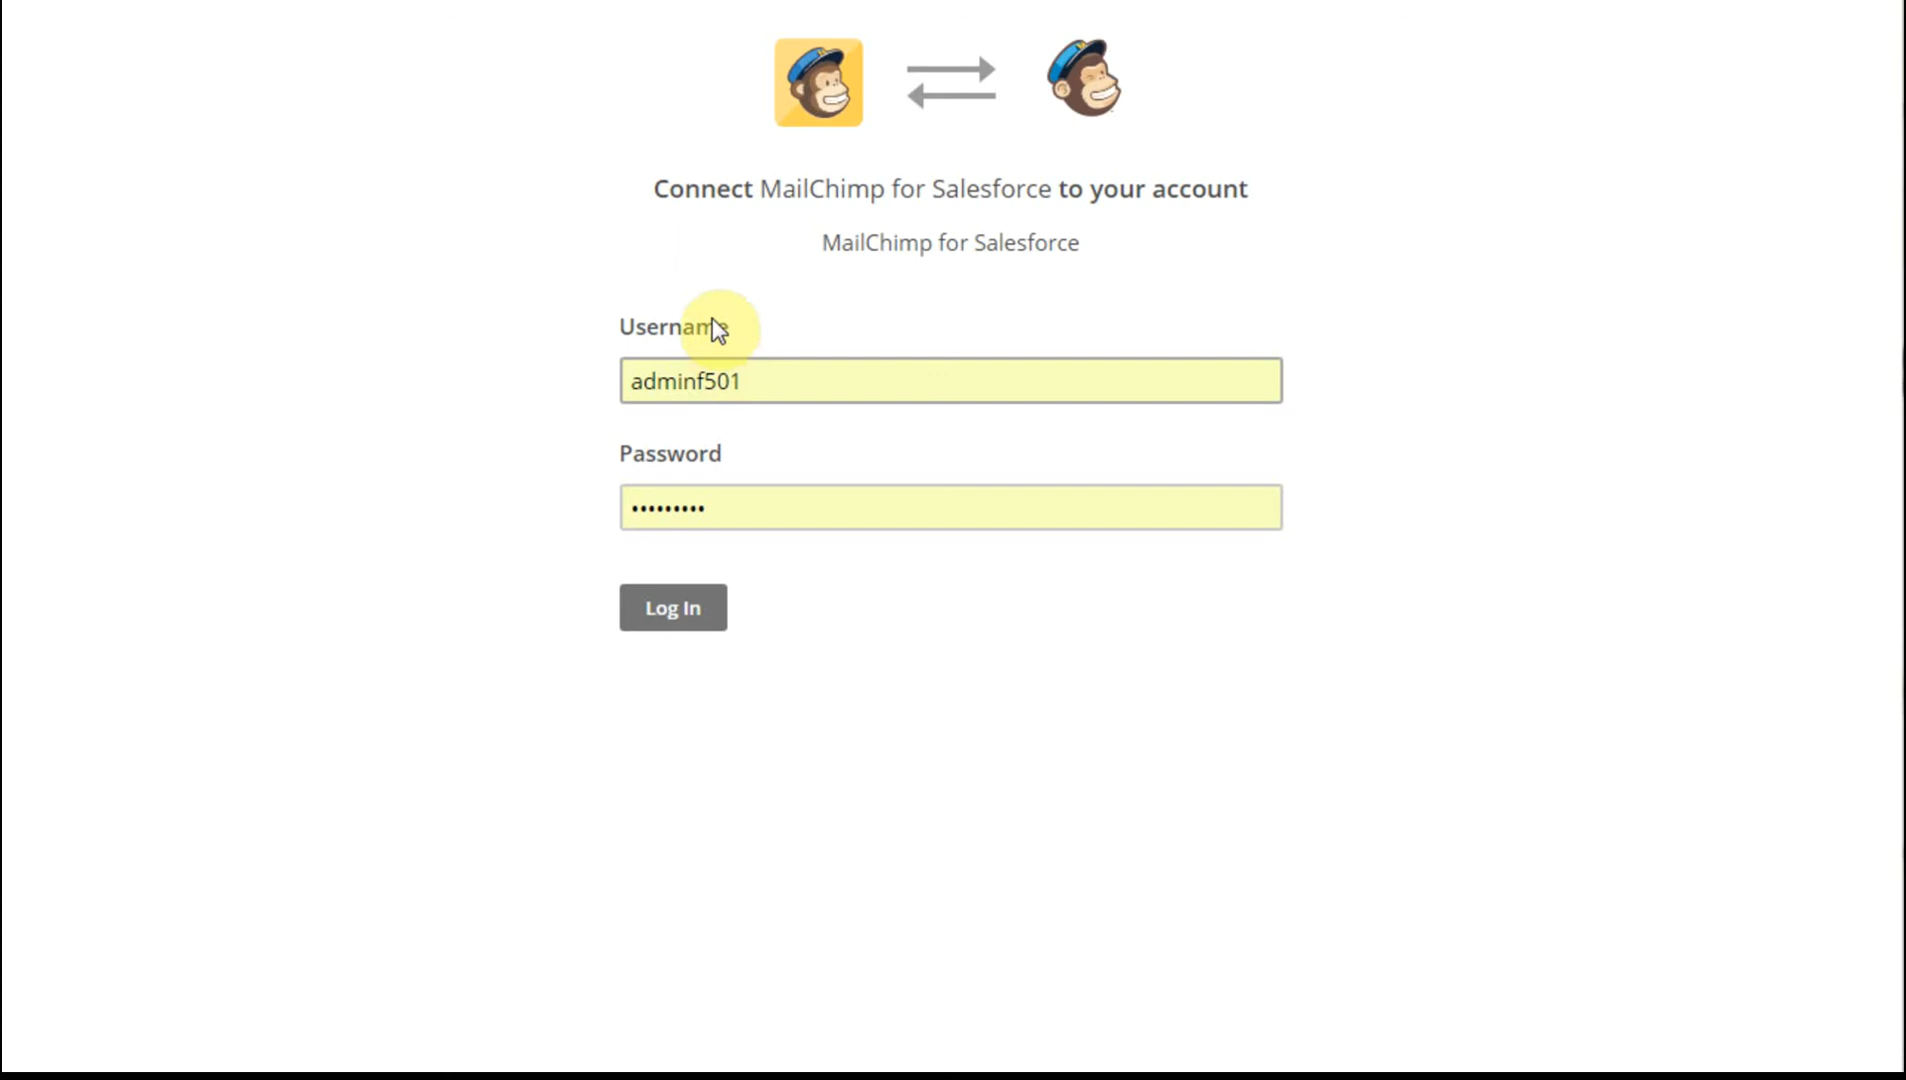 Connect MailChimp for Salesforce to your account
MailChimp for Salesforce
Username
adminf501
Password
•••••••••
Log In